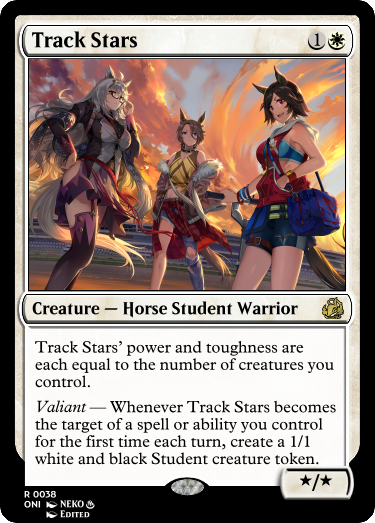 Track Stars 1
Creature — Horse Student Warrior
Track Stars’ power and toughness are
each equal to the number of creatures you
control.
Valiant — Whenever Track Stars becomes
the target of a spell or ability you control
for the first time each turn, create a 1/1
white and black Student creature token.
★/★
R 0038
ONI NEKO
Edited